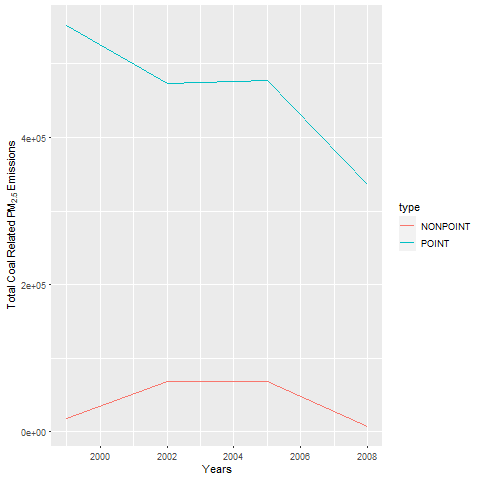 Total Coal Related PM2.5 Emissions
4e+05
2e+05
0e+00
2000 2002 2004 2006 2008
Years
type
NONPOINT
POINT